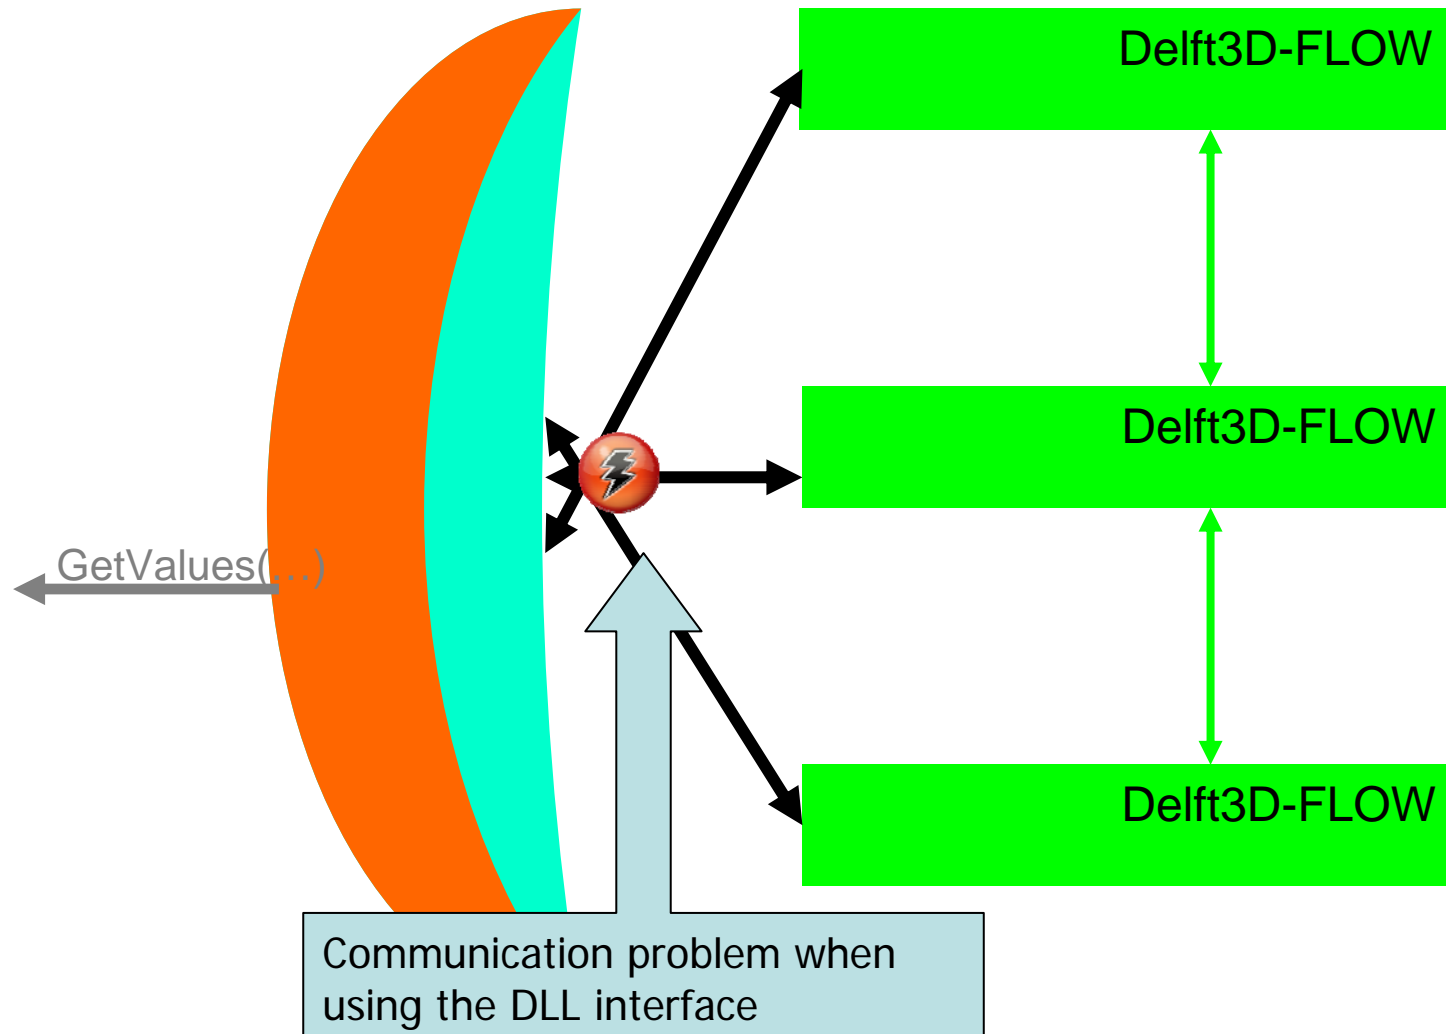 Delft3D-FLOW
Delft3D-FLOW
GetValues(...)
Delft3D-FLOW
Communication problem when
using the DLL interface